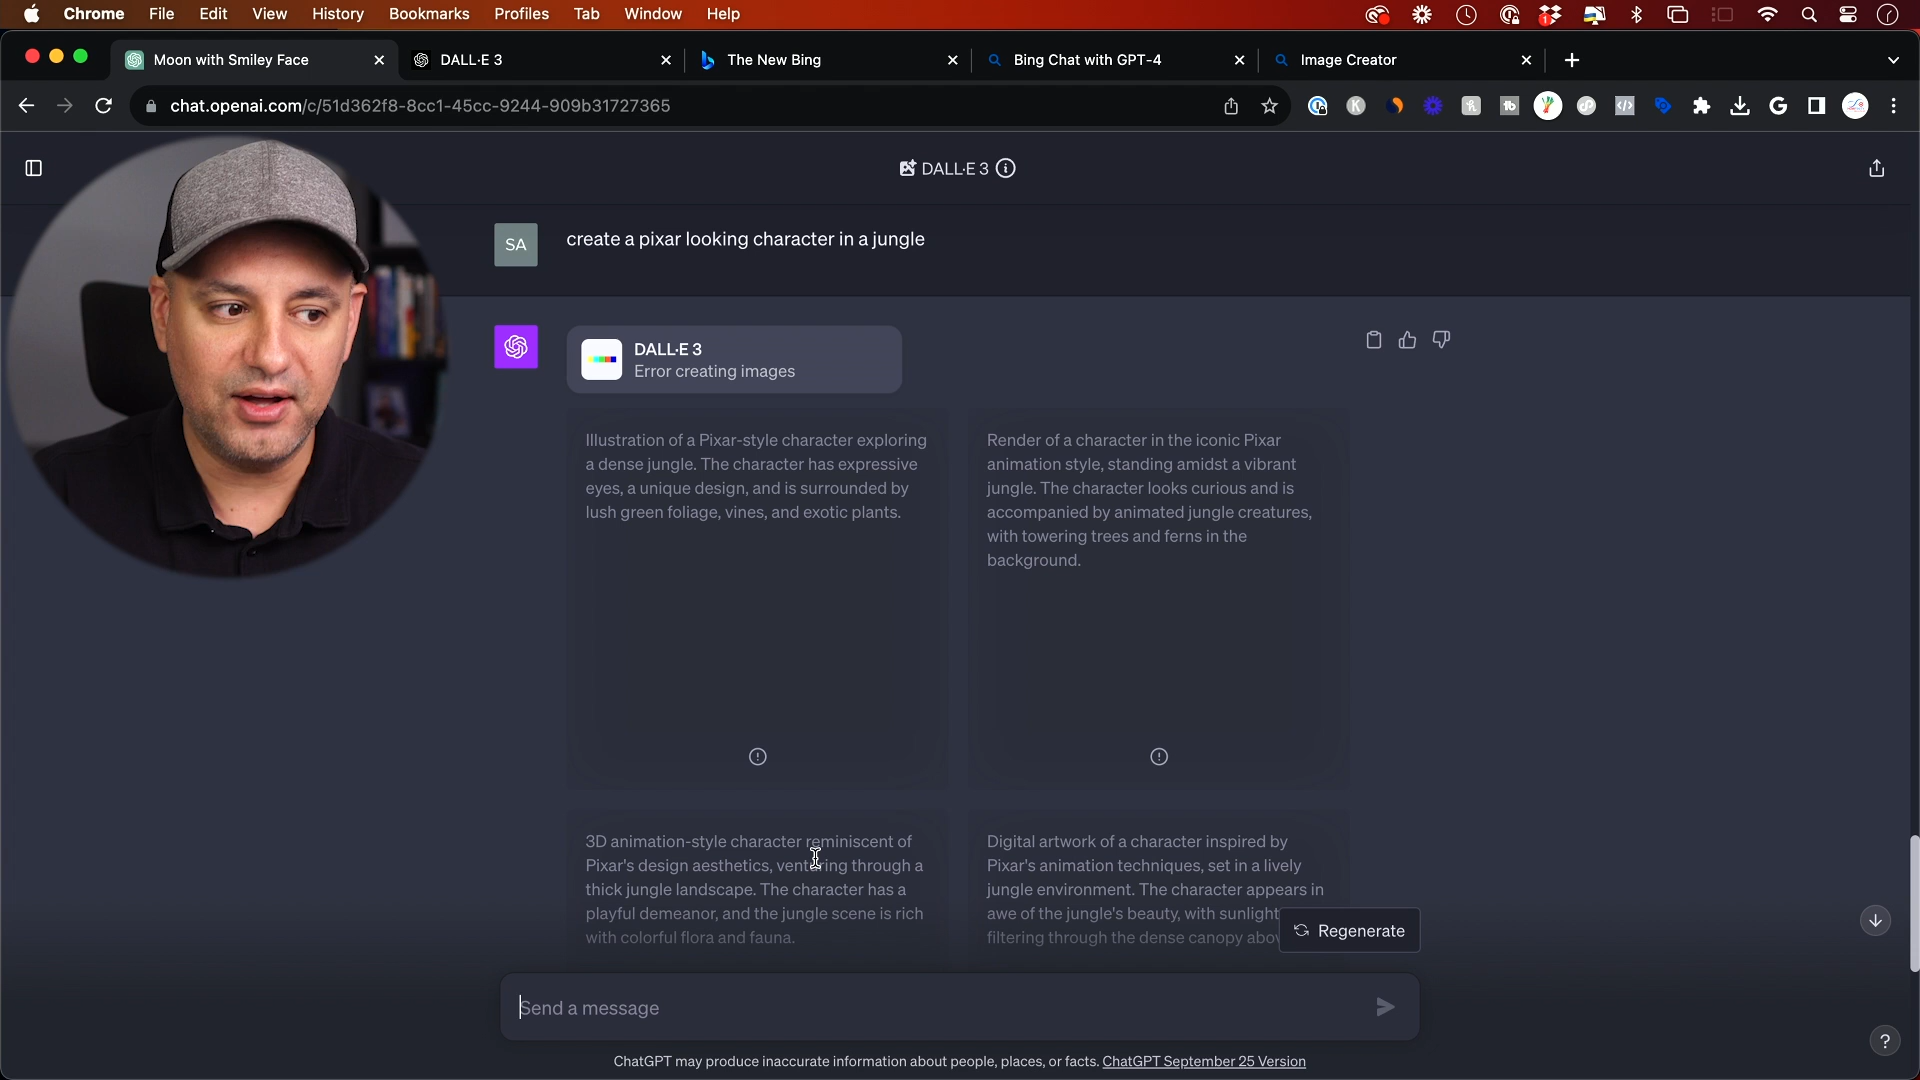 Chrome File Edit View History Bookmarks Profiles Tab Window Help
Moon with Smiley Face
DALL·E 3
The New Bing
Bing Chat with GPT-4
Image Creator
chat.openai.com/c/51d362f8-8cc1-45cc-9244-909b31727365
DALL·E 3
SA
create a pixar looking character in a jungle
DALL·E 3
Error creating images
Illustration of a Pixar-style character exploring
a dense jungle. The character has expressive
eyes, a unique design, and is surrounded by
lush green foliage, vines, and exotic plants.
Render of a character in the iconic Pixar
animation style, standing amidst a vibrant
jungle. The character looks curious and is
accompanied by animated jungle creatures,
with towering trees and ferns in the
background.
3D animation-style character reminiscent of
Pixar's design aesthetics, venturing through a
thick jungle landscape. The character has a
playful demeanor, and the jungle scene is rich
with colorful flora and fauna.
Digital artwork of a character inspired by
Pixar's animation techniques, set in a lively
jungle environment. The character appears in
awe of the jungle's beauty, with sunlight
filtering through the dense canopy
Regenerate
Send a message
ChatGPT may produce inaccurate information about people, places, or facts. ChatGPT September 25 Version
?